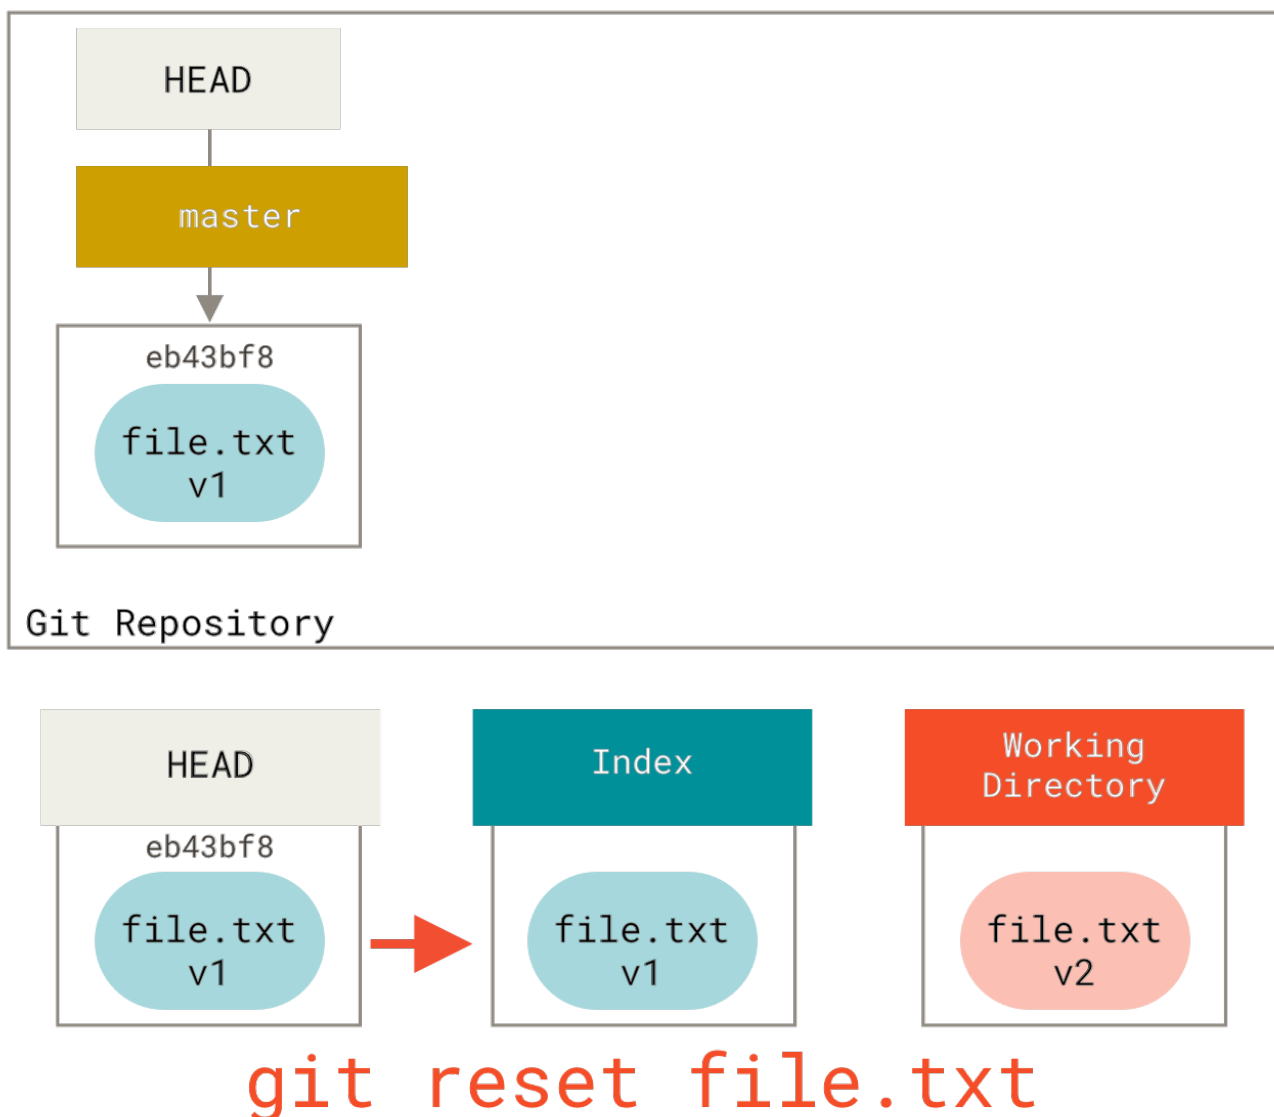 HEAD
master
eb43bf8
file.txt
v1
Git Repository
HEAD
Index
Working
Directory
eb43bf8
file.txt
v1
file.txt
v1
file.txt
v2
git reset file.txt